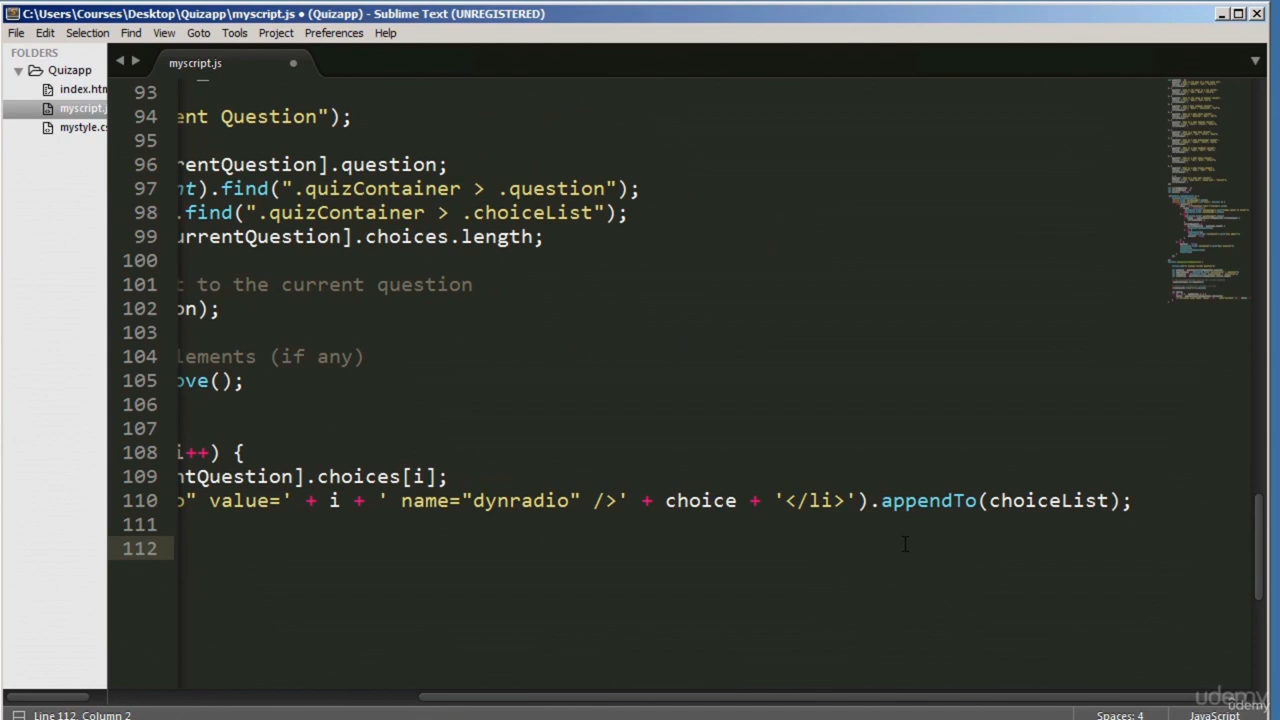 C:\Users\Courses\Desktop\Quizapp\myscript.js • (Quizapp) - Sublime Text (UNREGISTERED)
File Edit Selection Find View Goto Tools Project Preferences Help
FOLDERS
Quizapp
index.htm
myscript.j
mystyle.cs
myscript.js
93
94 ent Question");
95
96 rentQuestion].question;
97 nt).find(".quizContainer > .question");
98 .find(".quizContainer > .choiceList");
99 urrentQuestion].choices.length;
100
101 t to the current question
102 on);
103
104 lements (if any)
105 ove();
106
107
108 i++) {
109 ntQuestion].choices[i];
110 o" value=' + i + ' name="dynradio" />' + choice + '</li>').appendTo(choiceList);
111
112
Line 112, Column 2
Spaces: 4
JavaScript
udemy
udemy